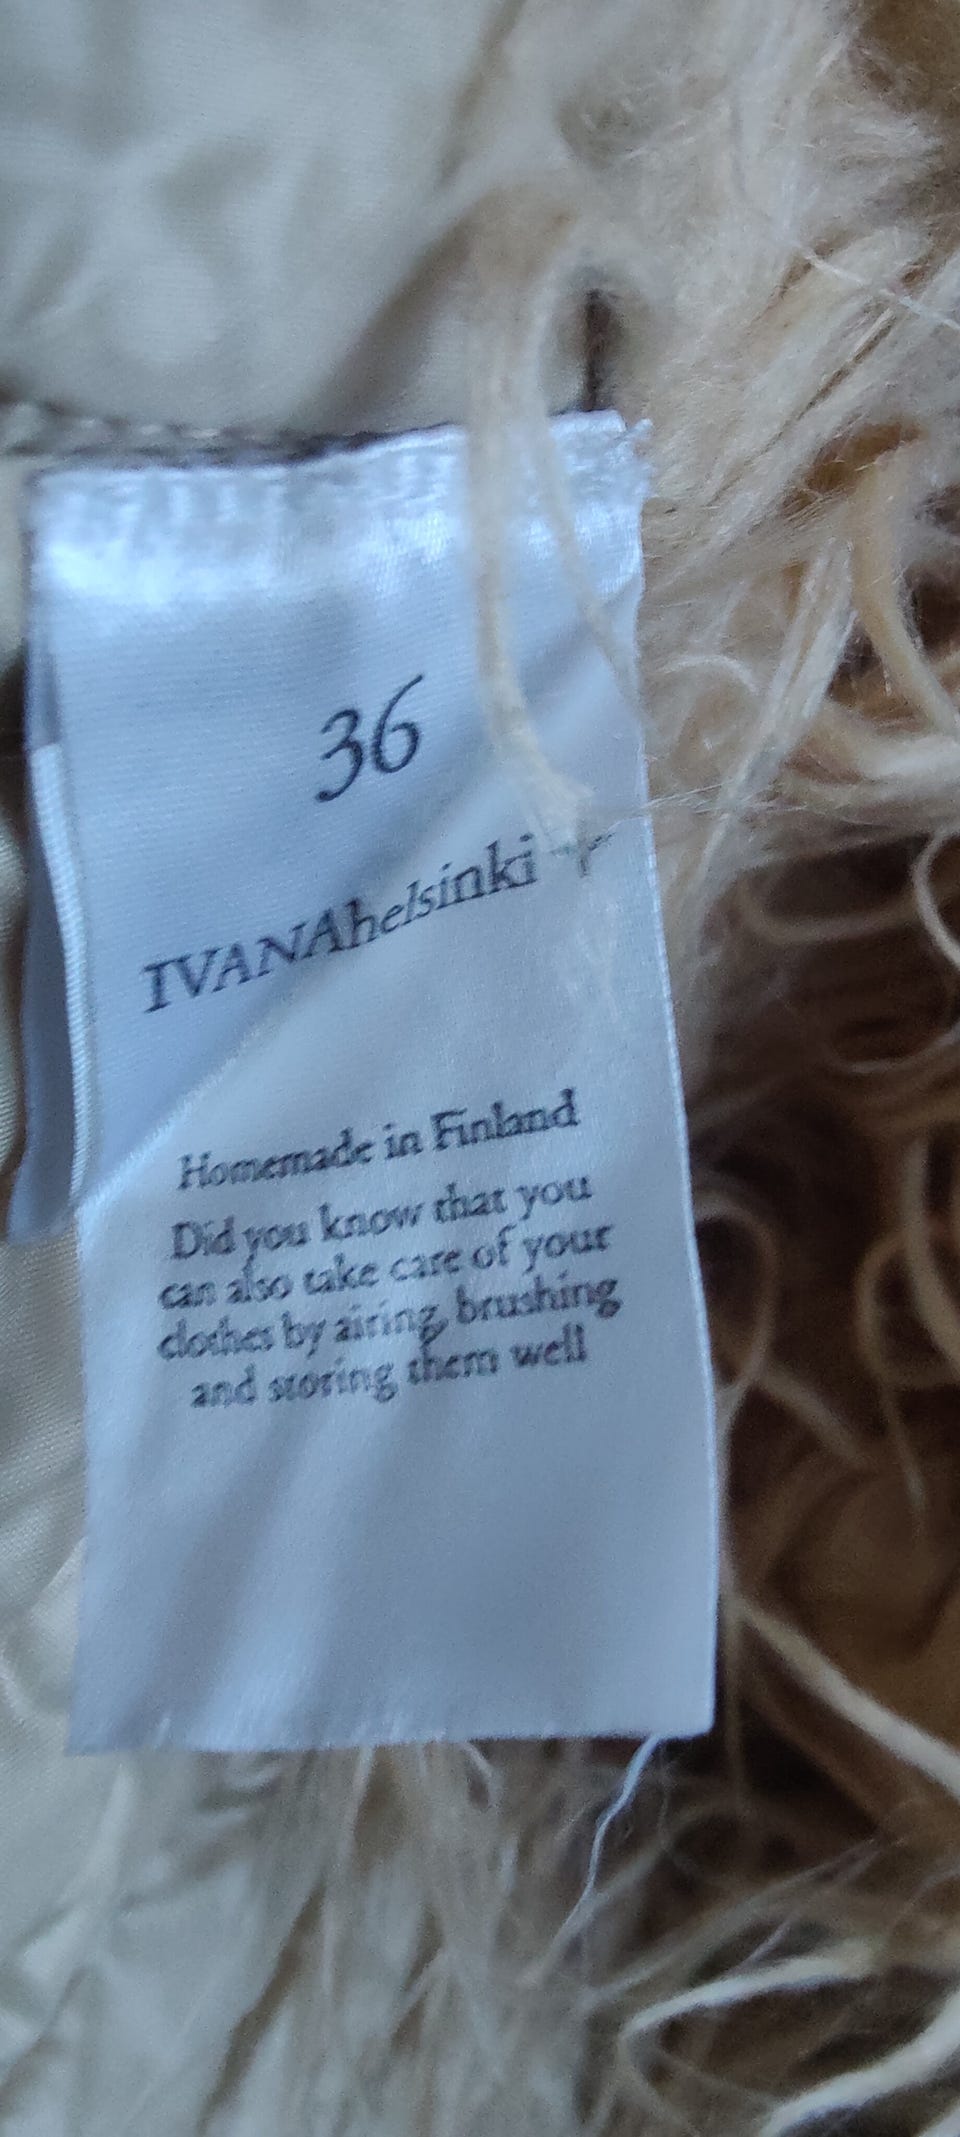 36
IVANAhelsinki +
Homemade in Finland
Did you know that you
can also take care of your
clothes by airing, brushing
and storing them well